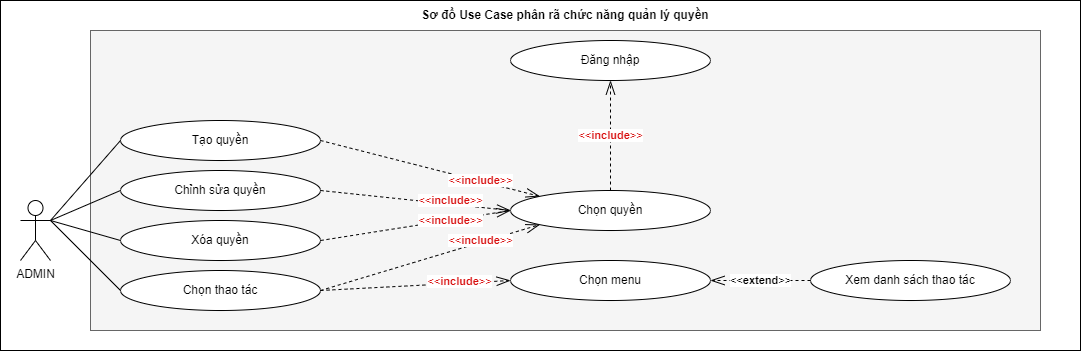 Sơ đồ Use Case phân rã chức năng quản lý quyền
Đăng nhập
<<include>>
Tạo quyền
<<include>>
Chỉnh sửa quyền
<<include>>
Chọn quyền
<<include>>
Xóa quyền
<<include>>
ADMIN
Chọn thao tác
<<include>>
Chọn menu
<<extend>>
Xem danh sách thao tác